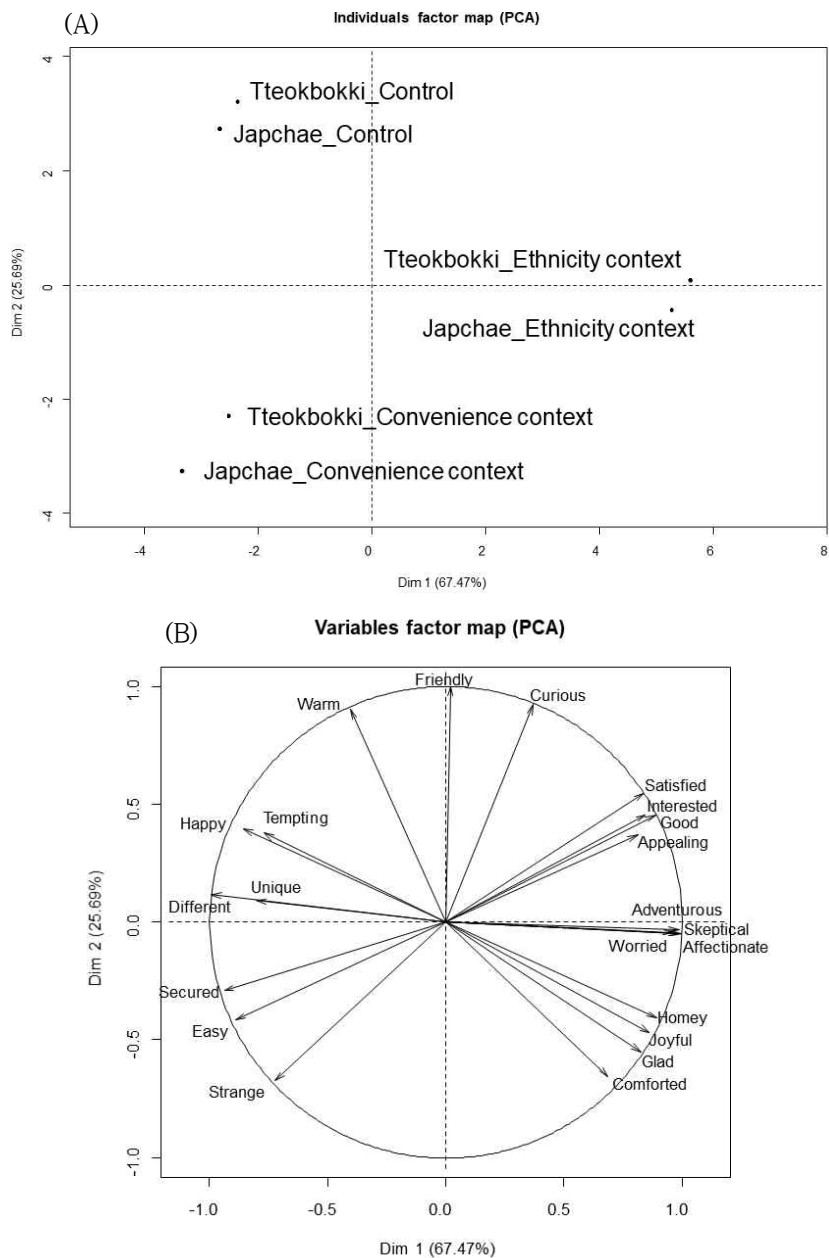 (A)
Individuals factor map (PCA)
Tteokbokki_Control
Japchae_Control
Tteokbokki_Ethnicity context
Japchae_Ethnicity context
Tteokbokki_Convenience context
Japchae_Convenience context
4
2
0
-2
-4
Dim 2 (25.69%)
-4 -2 0 2 4 6 8
Dim 1 (67.47%)
(B)
Variables factor map (PCA)
Friendly
Warm
Curious
Satisfied
Interested
Good
Appealing
Happy
Tempting
Unique
Different
Adventurous
Skeptical
Worried
Affectionate
Secured
Easy
Strange
Homey
Joyful
Glad
Comforted
1.0
0.5
0.0
-0.5
-1.0
Dim 2 (25.69%)
-1.0 -0.5 0.0 0.5 1.0
Dim 1 (67.47%)